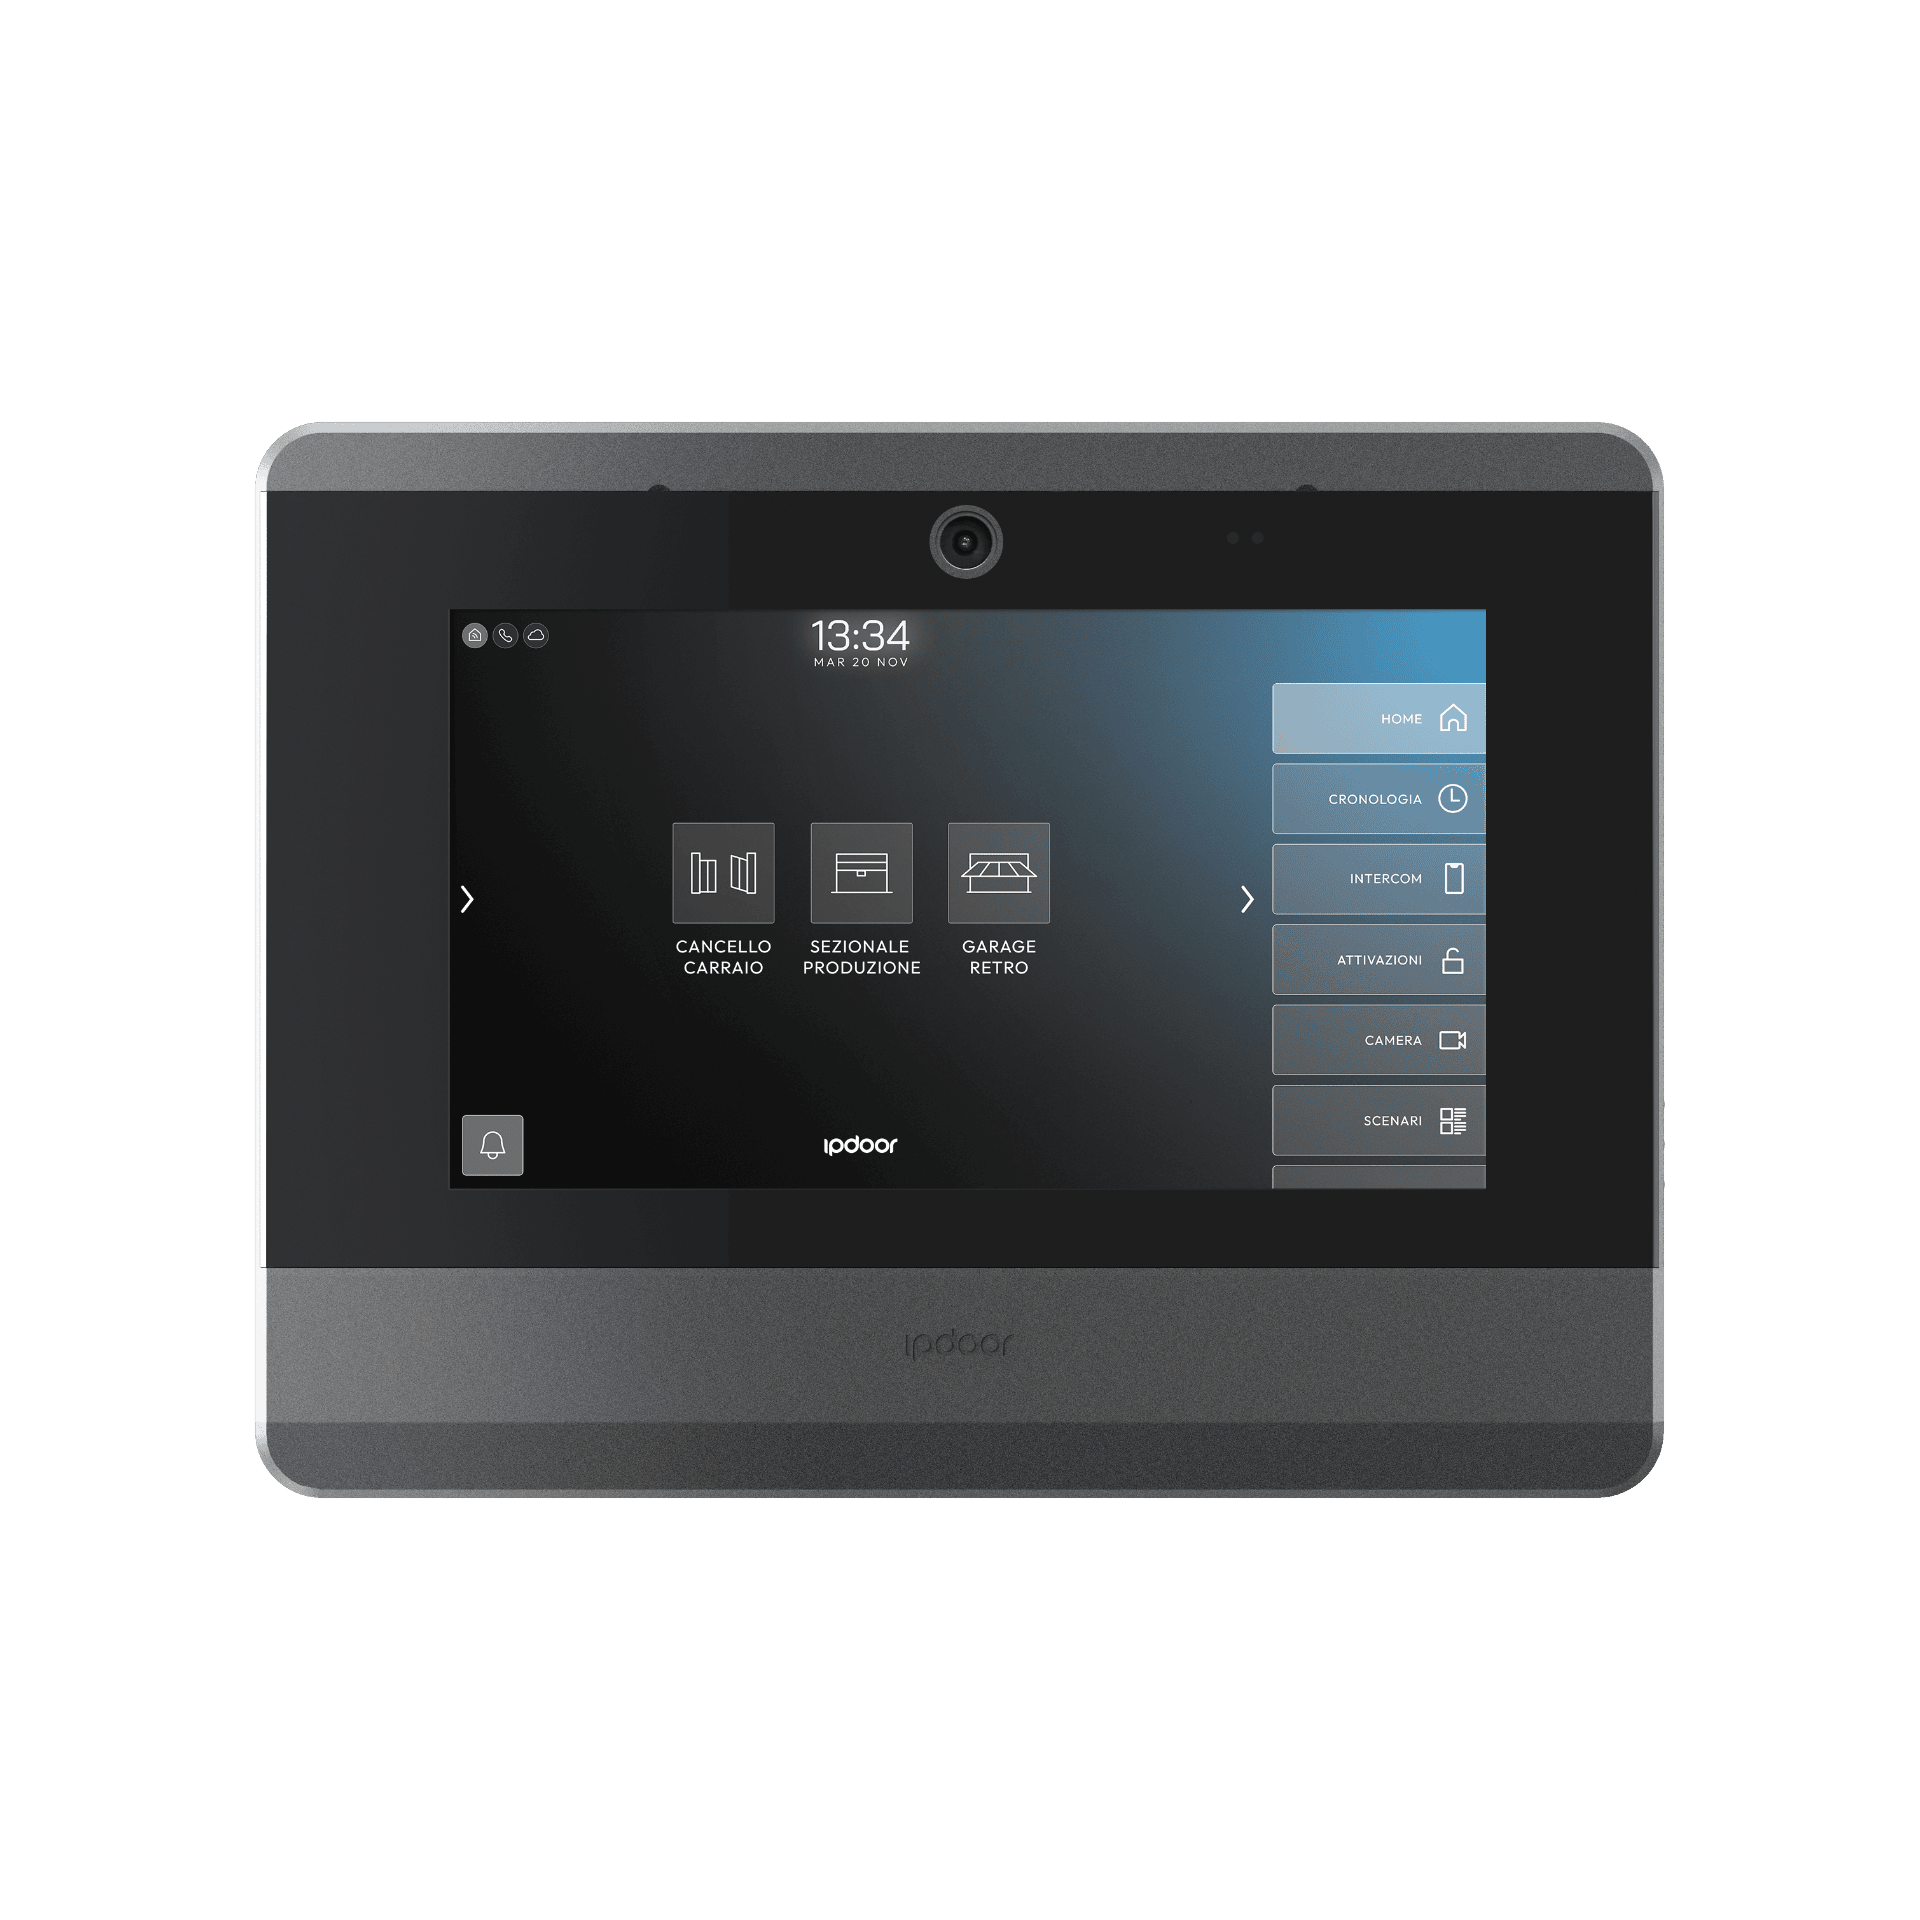 13:34
MAR 20 NOV
HOME
CRONOLOGIA
INTERCOM
ATTIVAZIONI
CAMERA
SCENARI
CANCELLO
CARRAIO
SEZIONALE
PRODUZIONE
GARAGE
RETRO
ipdoor
ipdoor